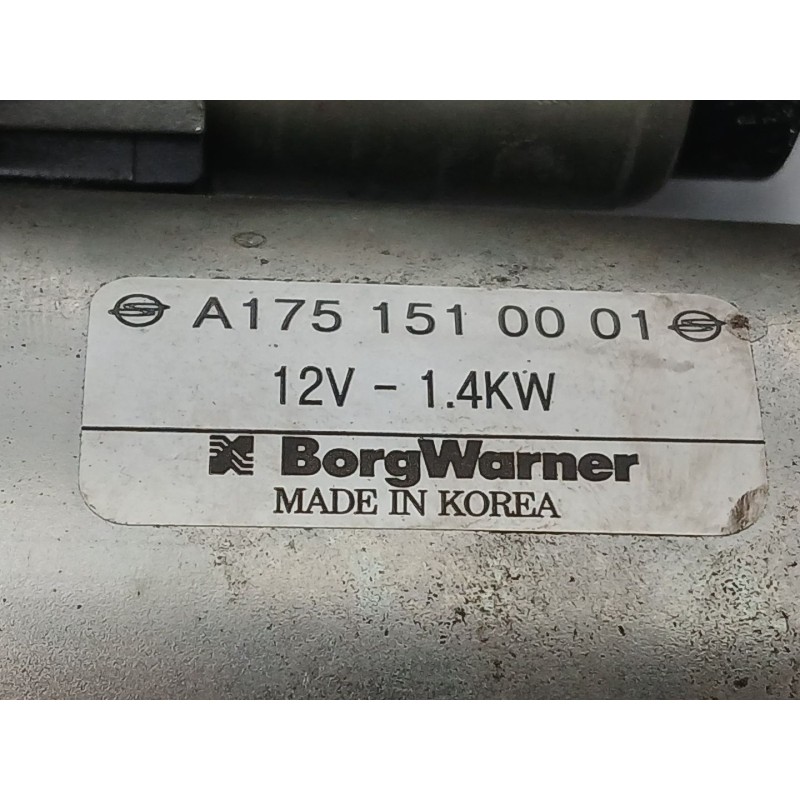 A175 151 00 01
12V - 1.4KW
BorgWarner
MADE IN KOREA